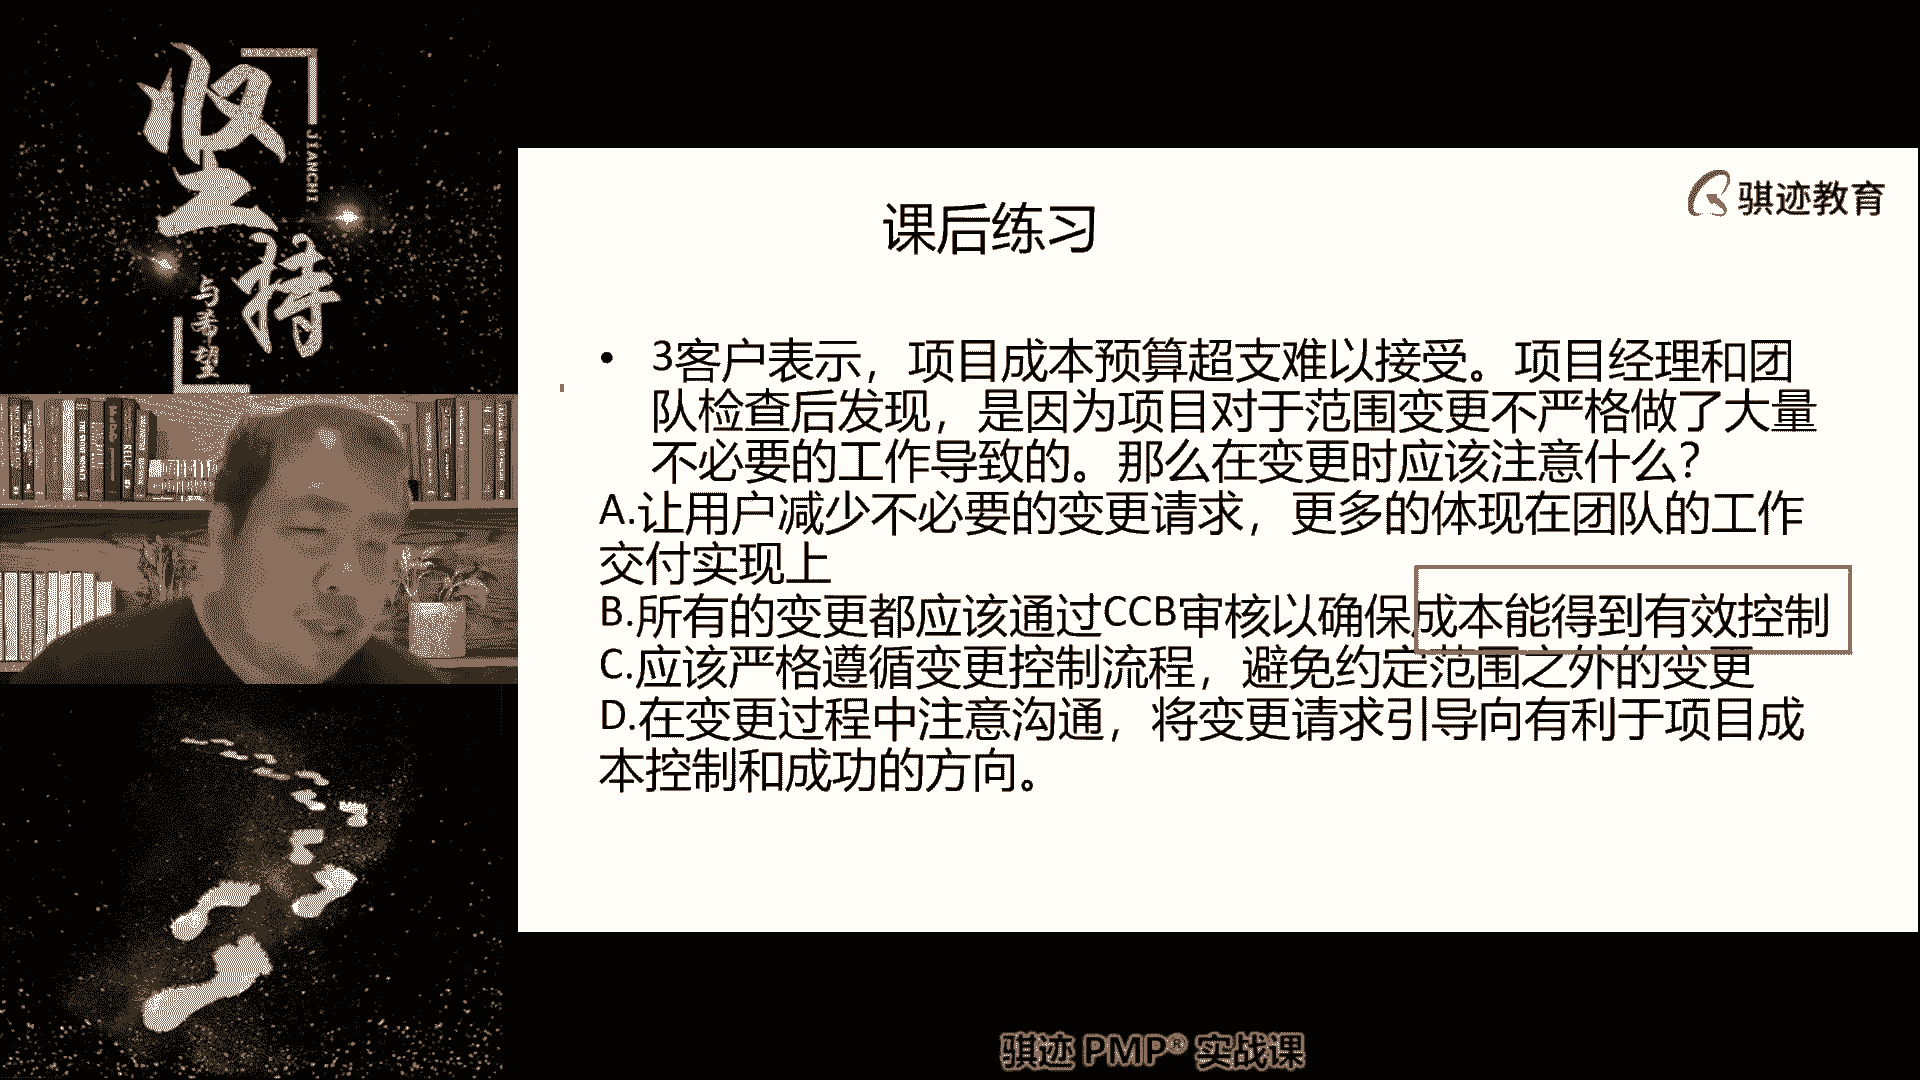 坚持
JIANCHI
与希望
RELIC
骐迹教育
课后练习
• 3客户表示，项目成本预算超支难以接受。项目经理和团
队检查后发现，是因为项目对于范围变更不严格做了大量
不必要的工作导致的。那么在变更时应该注意什么？
A.让用户减少不必要的变更请求，更多的体现在团队的工作
交付实现上
B.所有的变更都应该通过CCB审核以确保成本能得到有效控制
C.应该严格遵循变更控制流程，避免约定范围之外的变更
D.在变更过程中注意沟通，将变更请求引导向有利于项目成
本控制和成功的方向。
骐迹 PMP® 实战课